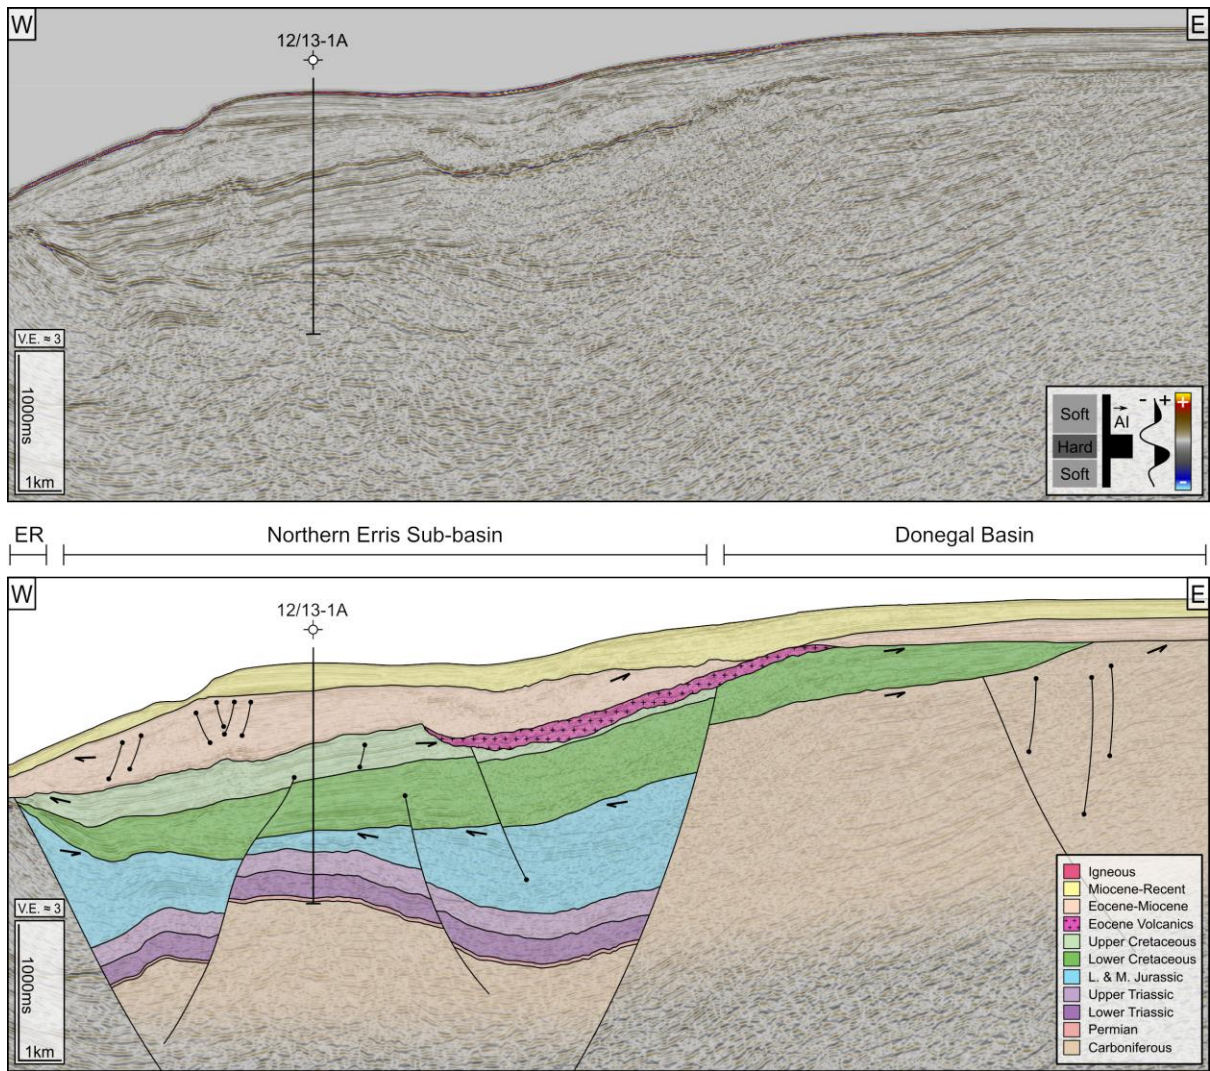 W
E
12/13-1A
V.E. ≈ 3
1000ms
1km
Soft
Hard
Soft
AI
- +
+
-
ER
Northern Erris Sub-basin
Donegal Basin
W
E
12/13-1A
V.E. ≈ 3
1000ms
1km
Igneous
Miocene-Recent
Eocene-Miocene
Eocene Volcanics
Upper Cretaceous
Lower Cretaceous
L. & M. Jurassic
Upper Triassic
Lower Triassic
Permian
Carboniferous